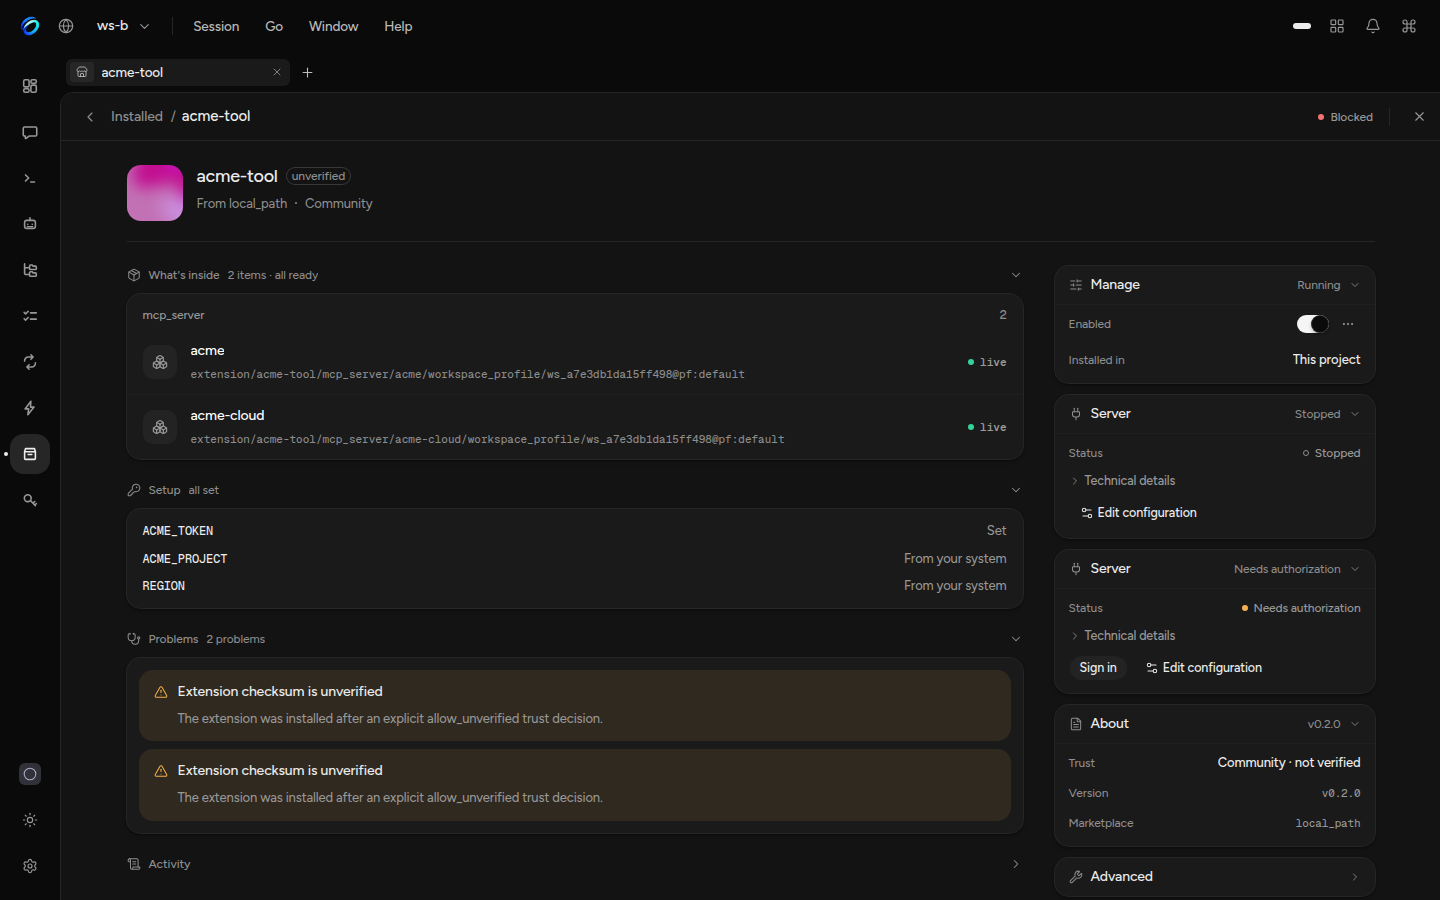 ws-b
Session
Go
Window
Help
acme-tool
Installed / acme-tool
Blocked
acme-tool
unverified
From local_path · Community
What's inside 2 items · all ready
mcp_server
2
acme
extension/acme-tool/mcp_server/acme/workspace_profile/ws_a7e3db1da15ff498@pf:default
live
acme-cloud
extension/acme-tool/mcp_server/acme-cloud/workspace_profile/ws_a7e3db1da15ff498@pf:default
live
Setup all set
ACME_TOKEN
Set
ACME_PROJECT
From your system
REGION
From your system
Problems 2 problems
Extension checksum is unverified
The extension was installed after an explicit allow_unverified trust decision.
Extension checksum is unverified
The extension was installed after an explicit allow_unverified trust decision.
Activity
Manage
Running
Enabled
Installed in
This project
Server
Stopped
Status
Stopped
Technical details
Edit configuration
Server
Needs authorization
Status
Needs authorization
Technical details
Sign in
Edit configuration
About
v0.2.0
Trust
Community · not verified
Version
v0.2.0
Marketplace
local_path
Advanced